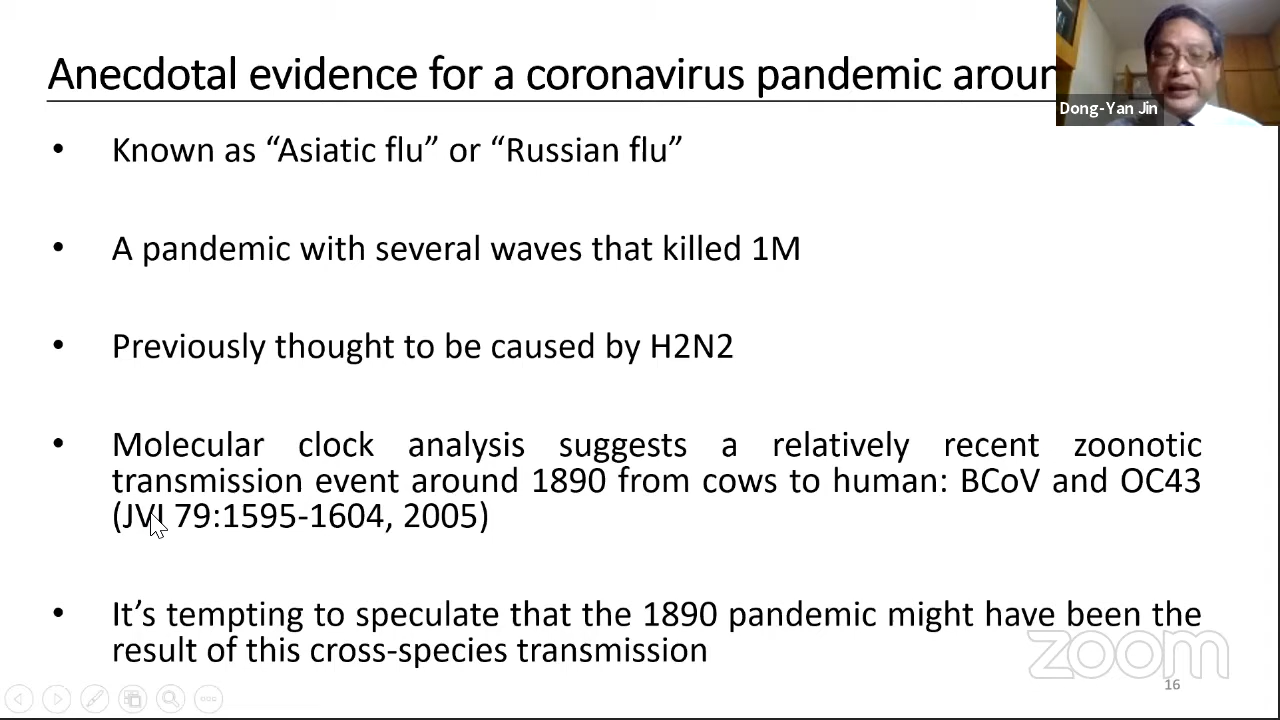 Anecdotal evidence for a coronavirus pandemic
Dong-Yan Jin
• Known as “Asiatic flu” or “Russian flu”
• A pandemic with several waves that killed 1M
• Previously thought to be caused by H2N2
• Molecular clock analysis suggests a relatively recent zoonotic
transmission event around 1890 from cows to human: BCoV and OC43
(JVI 79:1595-1604, 2005)
• It’s tempting to speculate that the 1890 pandemic might have been the
result of this cross-species transmission
zoom
16